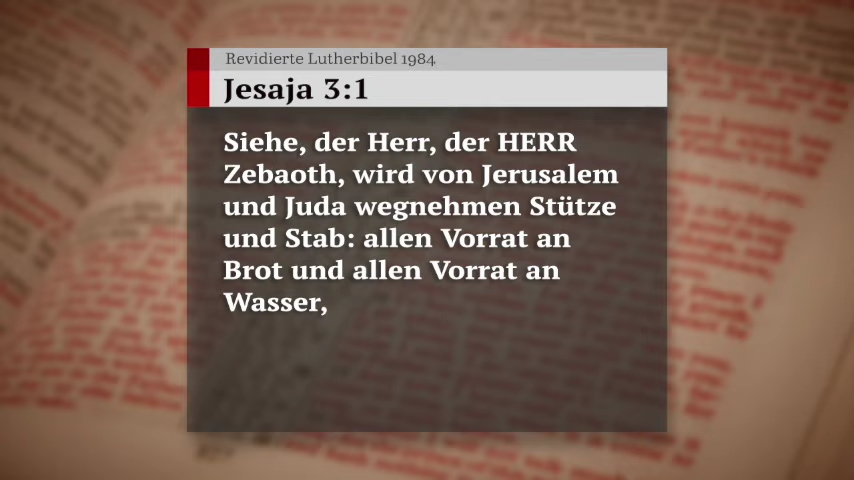 Revidierte Lutherbibel 1984
Jesaja 3:1
Siehe, der Herr, der HERR
Zebaoth, wird von Jerusalem
und Juda wegnehmen Stütze
und Stab: allen Vorrat an
Brot und allen Vorrat an
Wasser,